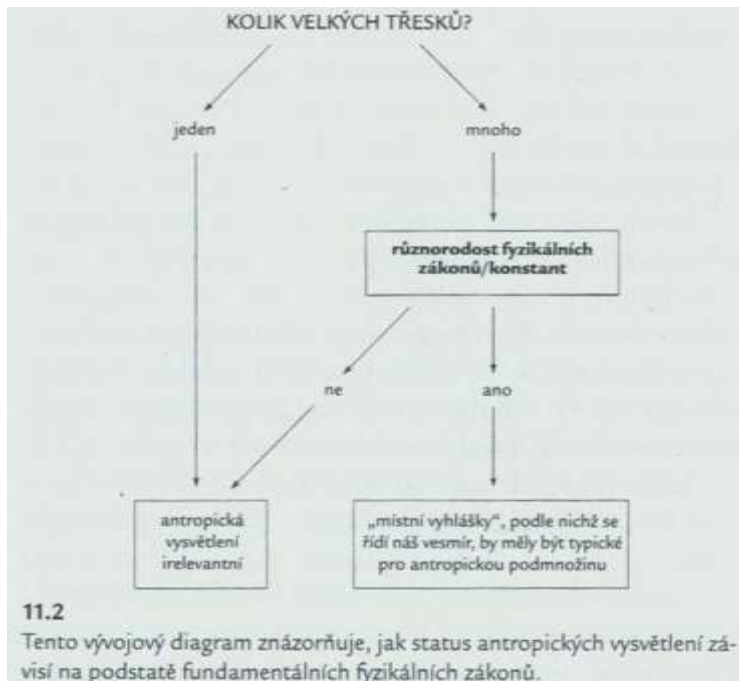 KOLIK VELKÝCH TŘESKŮ?
jeden
mnoho
různorodost fyzikálních
zákonů/konstant
ne
ano
antropická
vysvětlení
irelevantní
„místní vyhlášky“, podle nichž se
řídí náš vesmír, by měly být typické
pro antropickou podmnožinu
11.2
Tento vývojový diagram znázorňuje, jak status antropických vysvětlení zá-
visí na podstatě fundamentálních fyzikálních zákonů.